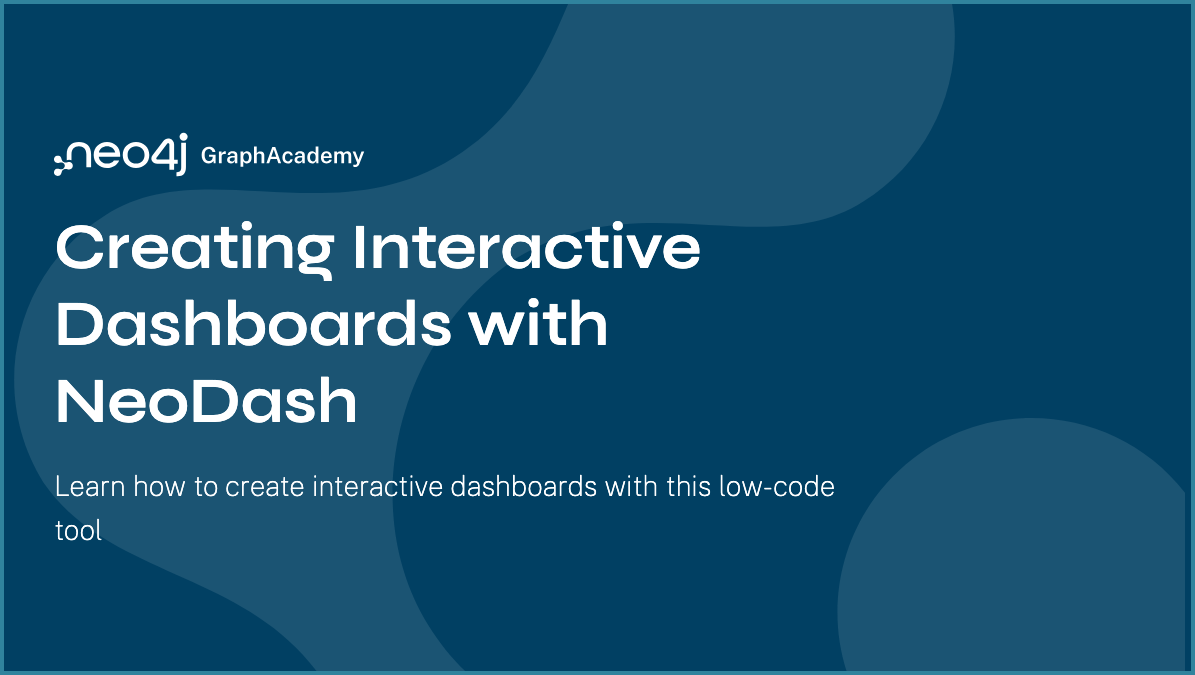 neo4j GraphAcademy
Creating Interactive
Dashboards with
NeoDash
Learn how to create interactive dashboards with this low-code
tool